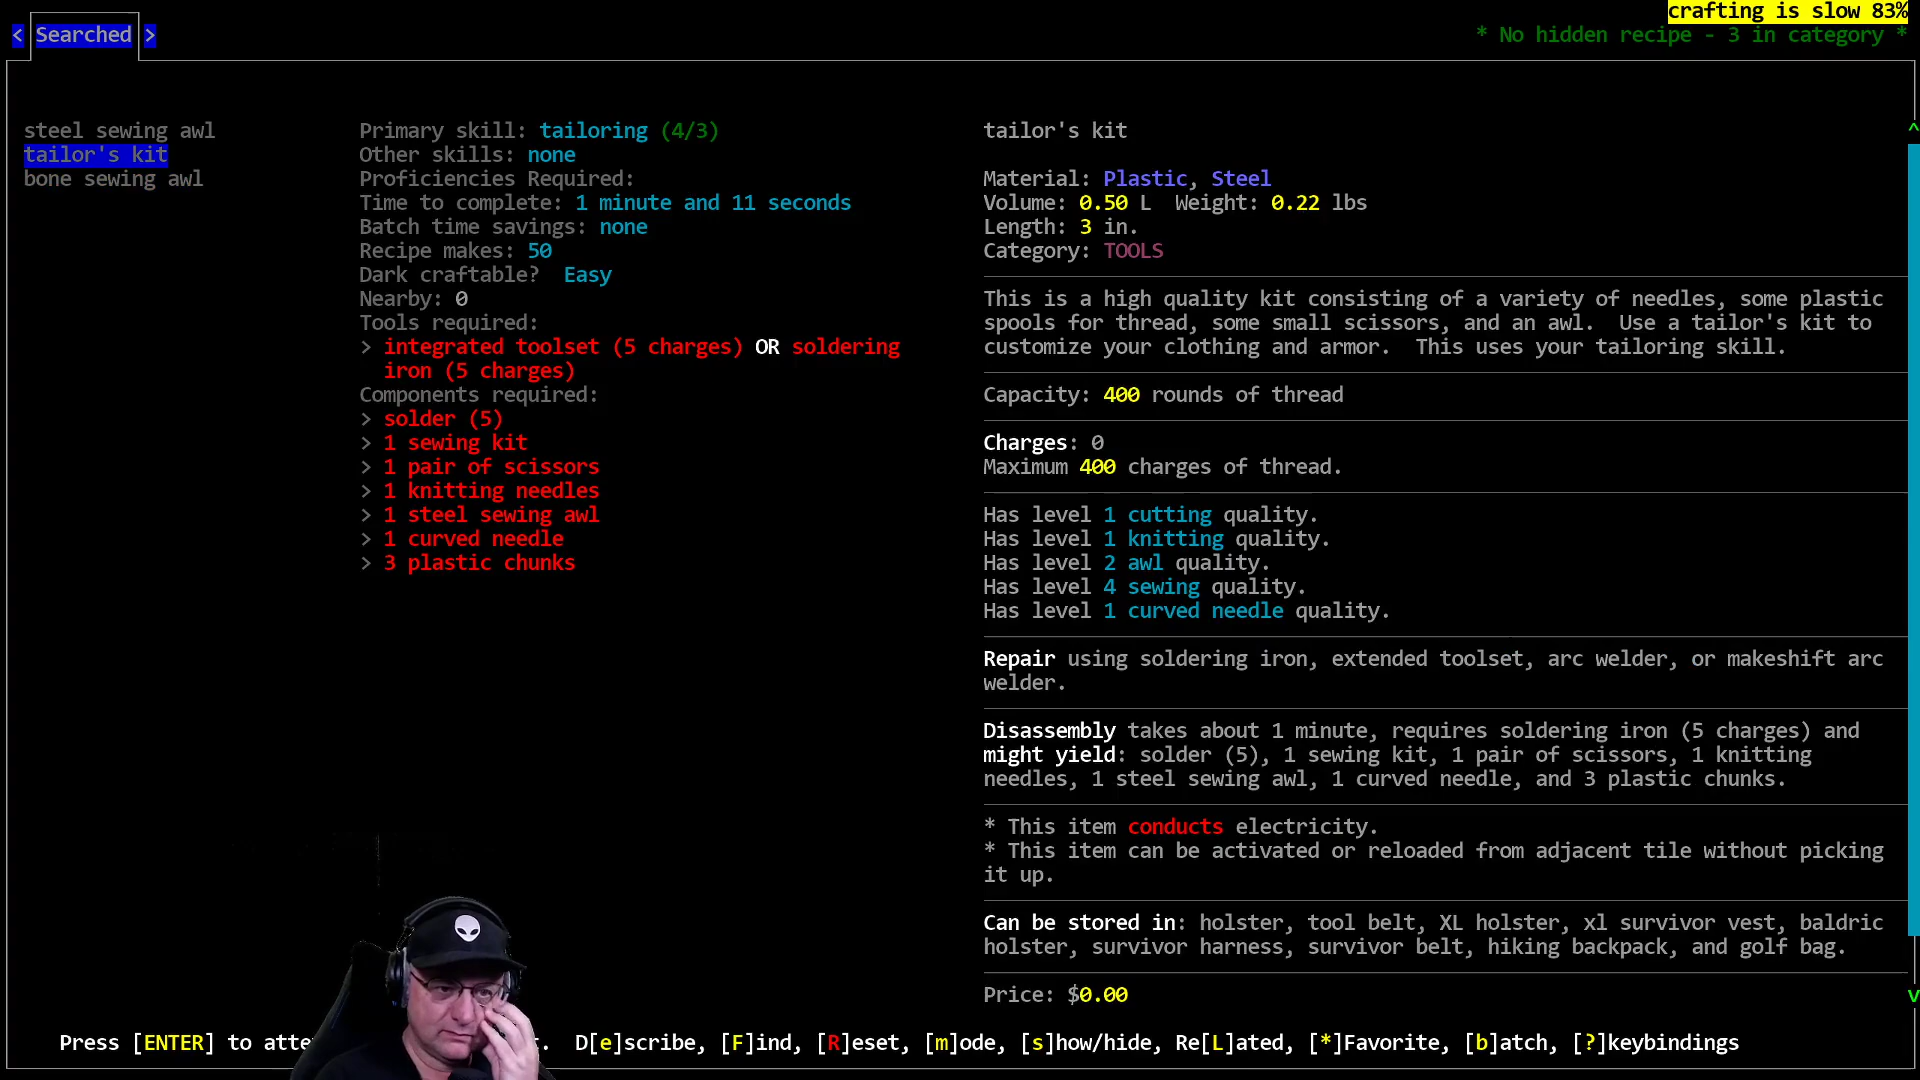 crafting is slow 83%
< Searched >
* No hidden recipe - 3 in category *
steel sewing awl
tailor's kit
bone sewing awl
Primary skill: tailoring (4/3)
Other skills: none
Proficiencies Required:
Time to complete: 1 minute and 11 seconds
Batch time savings: none
Recipe makes: 50
Dark craftable?  Easy
Nearby: 0
Tools required:
> integrated toolset (5 charges) OR soldering
iron (5 charges)
Components required:
> solder (5)
> 1 sewing kit
> 1 pair of scissors
> 1 knitting needles
> 1 steel sewing awl
> 1 curved needle
> 3 plastic chunks
tailor's kit
Material: Plastic, Steel
Volume: 0.50 L  Weight: 0.22 lbs
Length: 3 in.
Category: TOOLS
This is a high quality kit consisting of a variety of needles, some plastic
spools for thread, some small scissors, and an awl.  Use a tailor's kit to
customize your clothing and armor.  This uses your tailoring skill.
Capacity: 400 rounds of thread
Charges: 0
Maximum 400 charges of thread.
Has level 1 cutting quality.
Has level 1 knitting quality.
Has level 2 awl quality.
Has level 4 sewing quality.
Has level 1 curved needle quality.
Repair using soldering iron, extended toolset, arc welder, or makeshift arc
welder.
Disassembly takes about 1 minute, requires soldering iron (5 charges) and
might yield: solder (5), 1 sewing kit, 1 pair of scissors, 1 knitting
needles, 1 steel sewing awl, 1 curved needle, and 3 plastic chunks.
* This item conducts electricity.
* This item can be activated or reloaded from adjacent tile without picking
it up.
Can be stored in: holster, tool belt, XL holster, xl survivor vest, baldric
holster, survivor harness, survivor belt, hiking backpack, and golf bag.
Price: $0.00
Press [ENTER] to atte t. D[e]scribe, [F]ind, [R]eset, [m]ode, [s]how/hide, Re[L]ated, [*]Favorite, [b]atch, [?]keybindings